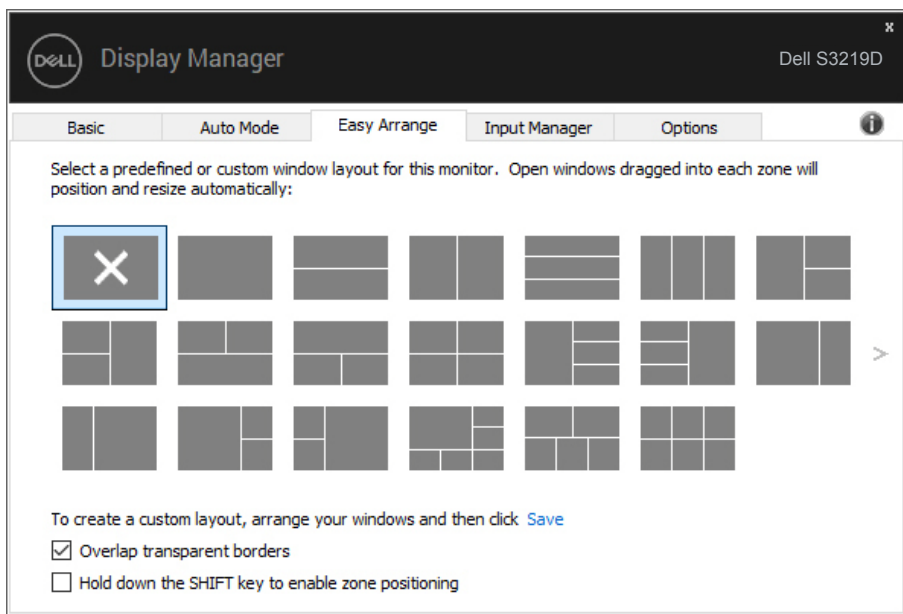 x
DELL Display Manager
Dell S3219D
Basic Auto Mode Easy Arrange Input Manager Options i
Select a predefined or custom window layout for this monitor. Open windows dragged into each zone will
position and resize automatically:
>
To create a custom layout, arrange your windows and then click Save
Overlap transparent borders
Hold down the SHIFT key to enable zone positioning